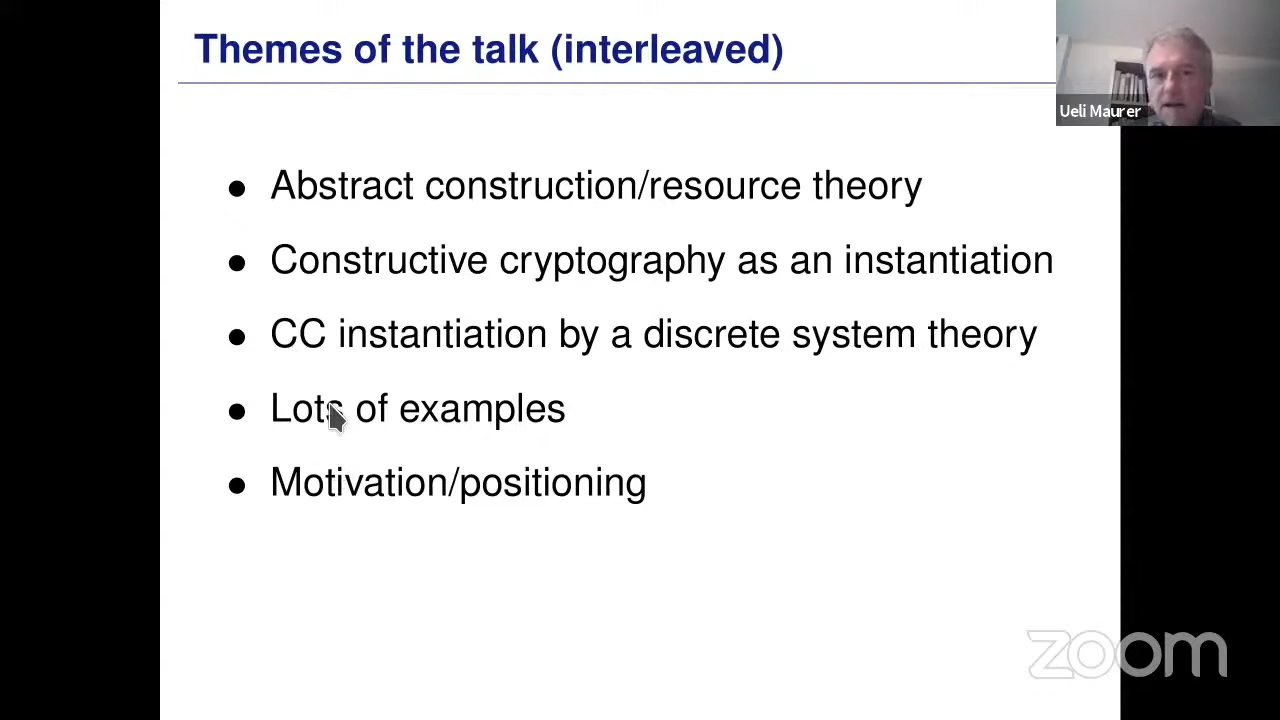 Themes of the talk (interleaved)
Ueli Maurer
• Abstract construction/resource theory
• Constructive cryptography as an instantiation
• CC instantiation by a discrete system theory
• Lots of examples
• Motivation/positioning
zoom